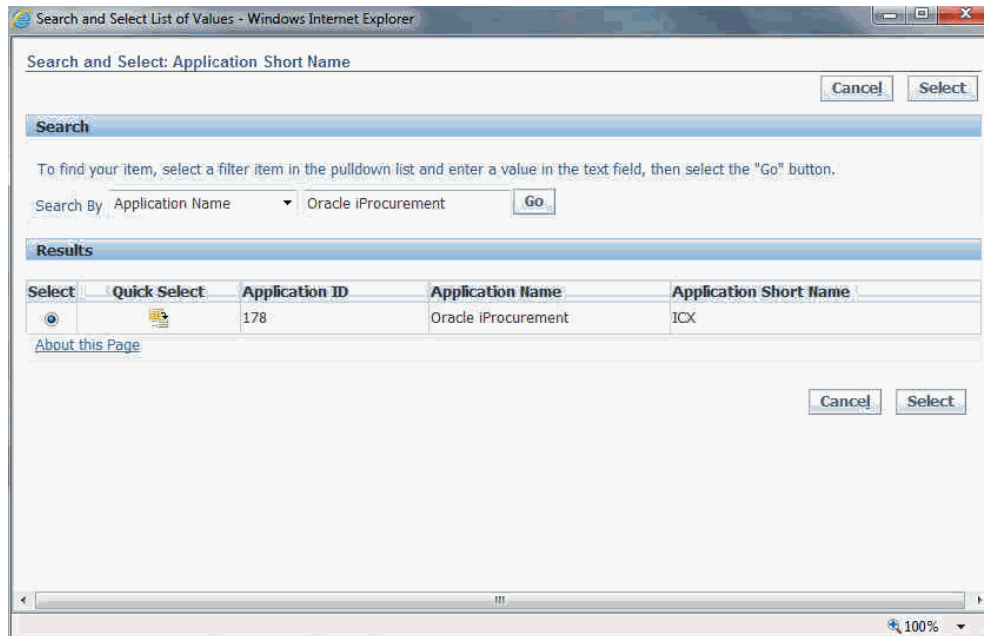 Search and Select List of Values - Windows Internet Explorer
Search and Select: Application Short Name
Cancel Select
Search
To find your item, select a filter item in the pulldown list and enter a value in the text field, then select the "Go" button.
Search By Application Name Oracle iProcurement Go
Results
Select Quick Select Application ID Application Name Application Short Name
178 Oracle iProcurement ICX
About this Page
Cancel Select
100%